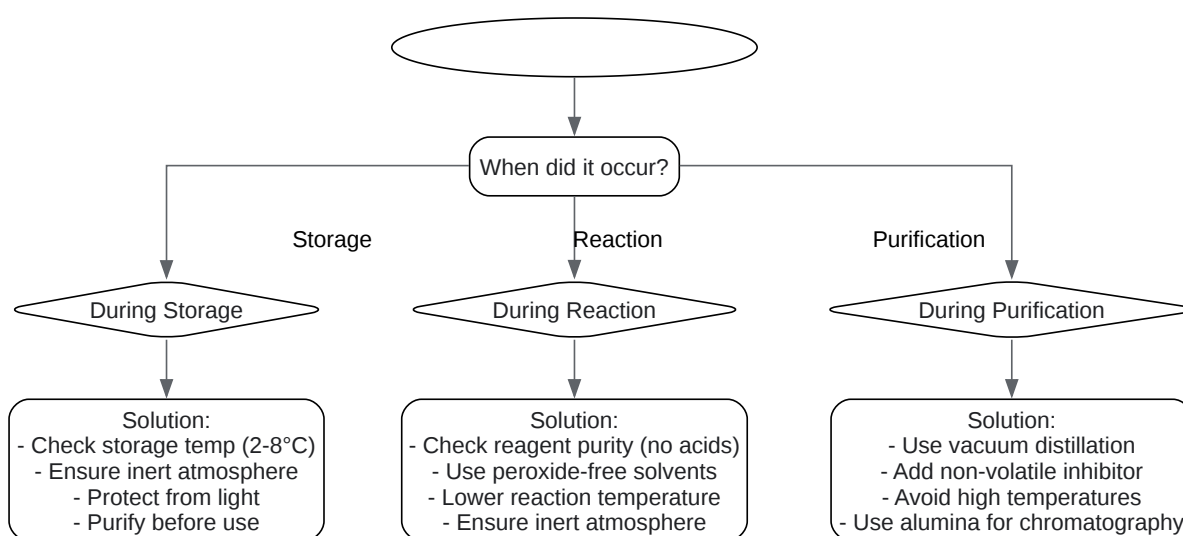 When did it occur?
Storage
Reaction
Purification
During Storage
During Reaction
During Purification
Solution:
- Check storage temp (2-8°C)
- Ensure inert atmosphere
- Protect from light
- Purify before use
Solution:
- Check reagent purity (no acids)
- Use peroxide-free solvents
- Lower reaction temperature
- Ensure inert atmosphere
Solution:
- Use vacuum distillation
- Add non-volatile inhibitor
- Avoid high temperatures
- Use alumina for chromatography